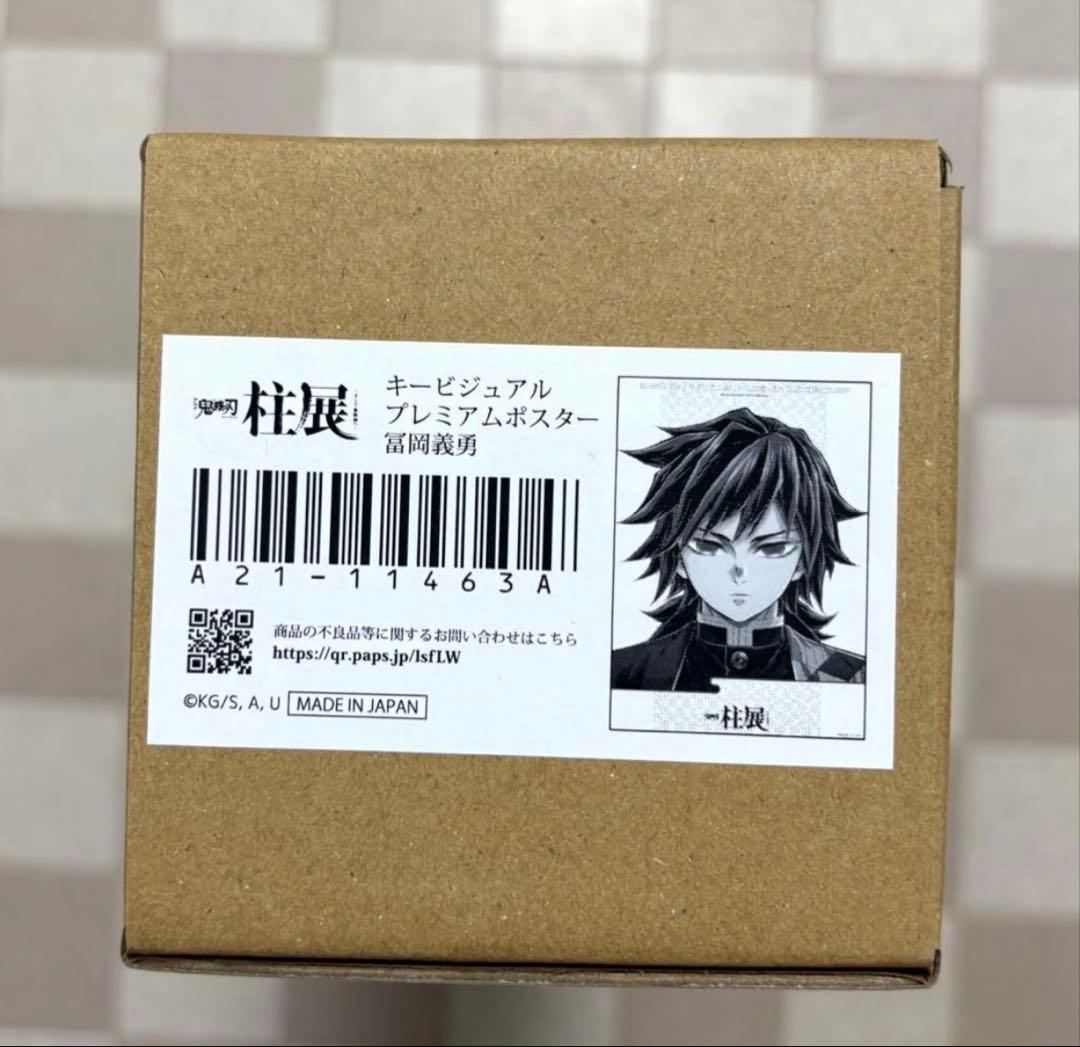 鬼滅の刃 柱展
キービジュアル
プレミアムポスター
冨岡義勇
A21-11463A
商品の不良品等に関するお問い合わせはこちら
https://qr.paps.jp/lsfLW
©KG/S, A, U MADE IN JAPAN
柱展